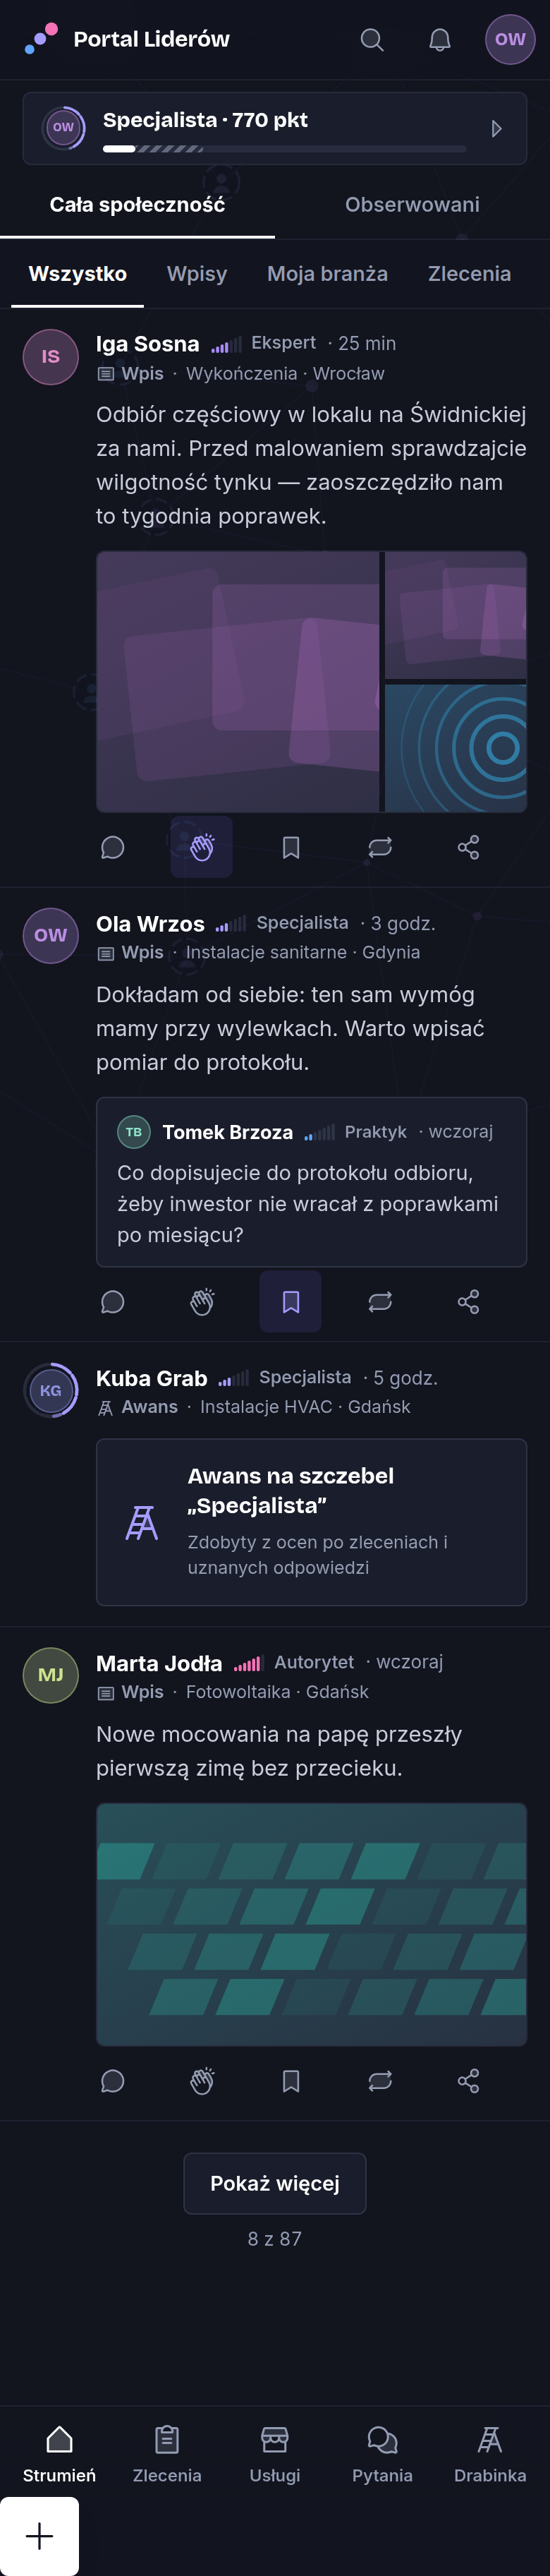 Portal Liderów
OW
OW
Specjalista · 770 pkt
Cała społeczność
Obserwowani
Wszystko
Wpisy
Moja branża
Zlecenia
IS
Iga Sosna Ekspert · 25 min
Wpis · Wykończenia · Wrocław
Odbiór częściowy w lokalu na Świdnickiej
za nami. Przed malowaniem sprawdzajcie
wilgotność tynku — zaoszczędziło nam
to tygodnia poprawek.
OW
Ola Wrzos Specjalista · 3 godz.
Wpis · Instalacje sanitarne · Gdynia
Dokładam od siebie: ten sam wymóg
mamy przy wylewkach. Warto wpisać
pomiar do protokołu.
TB
Tomek Brzoza Praktyk · wczoraj
Co dopisujecie do protokołu odbioru,
żeby inwestor nie wracał z poprawkami
po miesiącu?
KG
Kuba Grab Specjalista · 5 godz.
Awans · Instalacje HVAC · Gdańsk
Awans na szczebel
„Specjalista”
Zdobyty z ocen po zleceniach i
uznanych odpowiedzi
MJ
Marta Jodła Autorytet · wczoraj
Wpis · Fotowoltaika · Gdańsk
Nowe mocowania na papę przeszły
pierwszą zimę bez przecieku.
Pokaż więcej
8 z 87
Strumień
Zlecenia
Usługi
Pytania
Drabinka